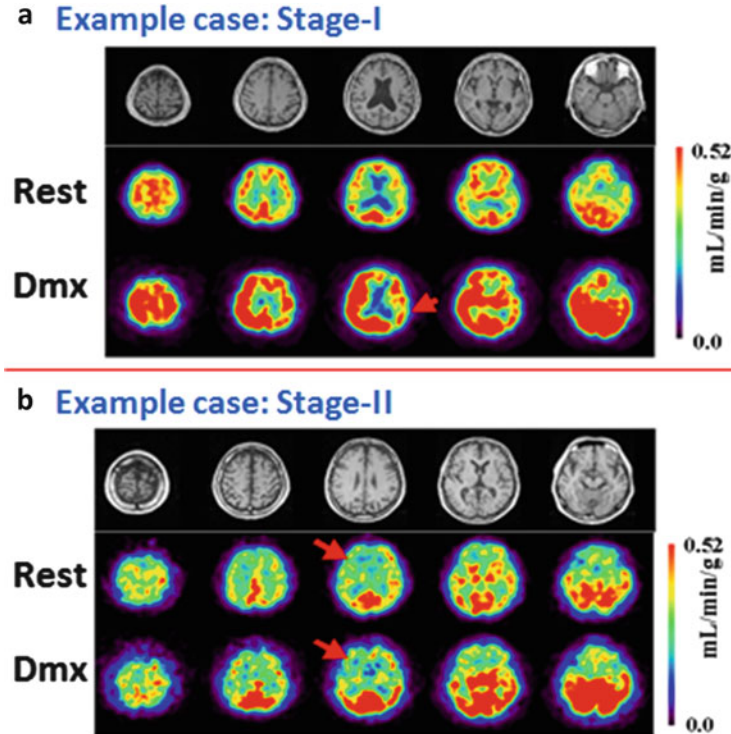 a Example case: Stage-I
Rest
Dmx
0.52
mL/min/g
0.0
b Example case: Stage-II
Rest
Dmx
0.52
mL/min/g
0.0